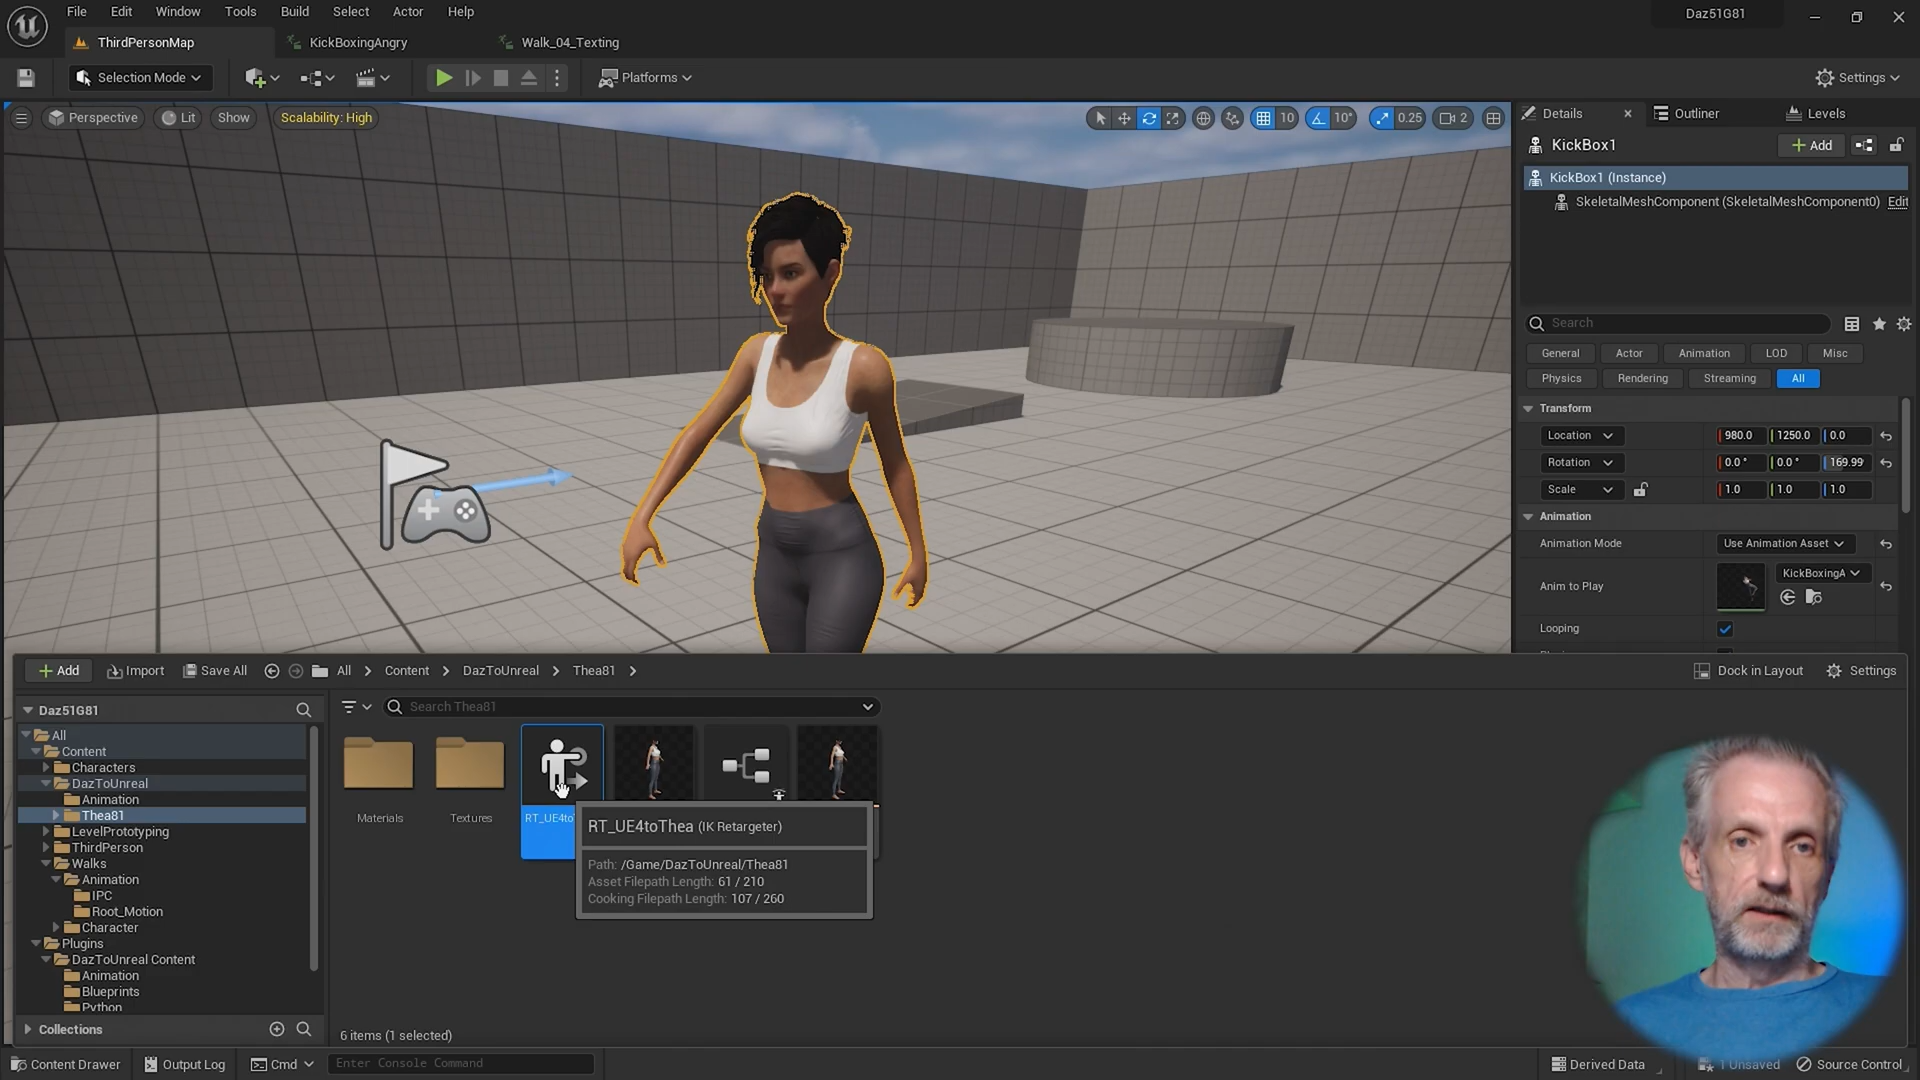 File Edit Window Tools Build Select Actor Help
Daz51G81
ThirdPersonMap
KickBoxingAngry
Walk_04_Texting
Selection Mode
Platforms
Settings
Perspective Lit Show Scalability: High
10 10° 0.25 2
Details Outliner Levels
KickBox1
Add
KickBox1 (Instance)
SkeletalMeshComponent (SkeletalMeshComponent0) Edit
Search
General Actor Animation LOD Misc
Physics Rendering Streaming All
Transform
Location 980.0 1250.0 0.0
Rotation 0.0° 0.0° 169.99°
Scale 1.0 1.0 1.0
Animation
Animation Mode Use Animation Asset
KickBoxingA
Anim to Play
Looping
Add Import Save All All Content DazToUnreal Thea81
Dock in Layout Settings
Daz51G81
Search Thea81
All
Content
Characters
DazToUnreal
Animation
Thea81
LevelPrototyping
ThirdPerson
Walks
Animation
IPC
Root_Motion
Character
Plugins
DazToUnreal Content
Animation
Blueprints
Python
Collections
Materials Textures RT_UE4to
RT_UE4toThea (IK Retargeter)
Path: /Game/DazToUnreal/Thea81
Asset Filepath Length: 61 / 210
Cooking Filepath Length: 107 / 260
6 items (1 selected)
Content Drawer Output Log Cmd Enter Console Command
Derived Data 1 Unsaved Source Control